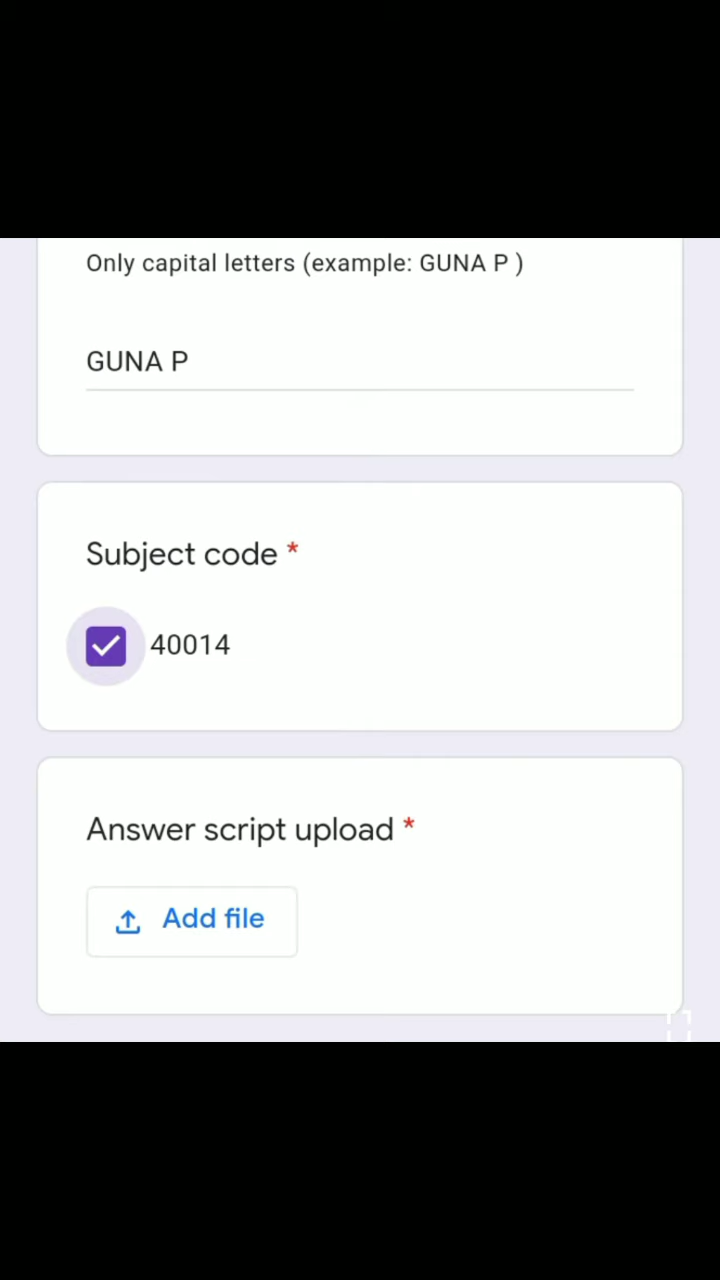 Only capital letters (example: GUNA P )
GUNA P
Subject code *
40014
Answer script upload *
Add file